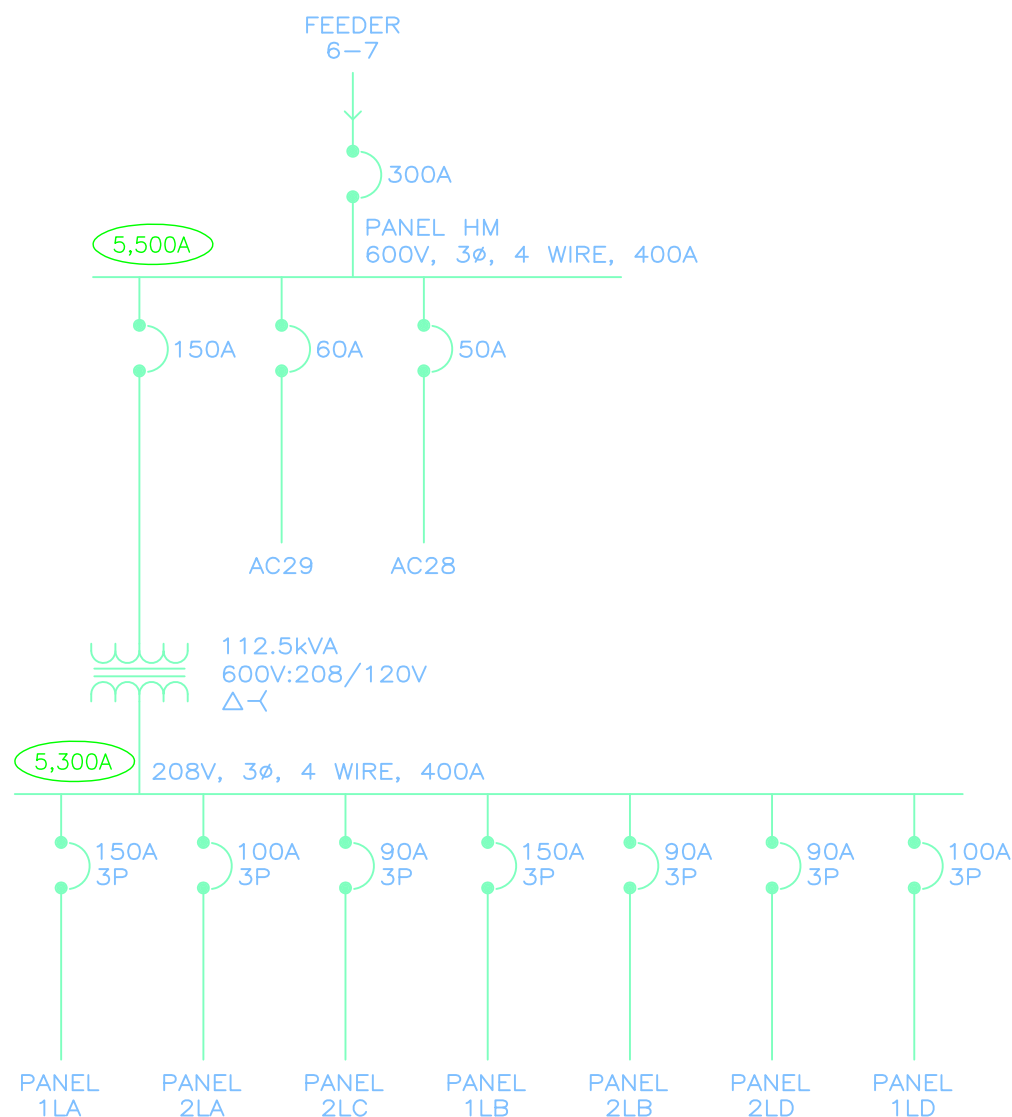 FEEDER
6-7
300A
PANEL HM
600V, 3ø, 4 WIRE, 400A
5,500A
150A
60A
50A
AC29
AC28
112.5kVA
600V:208/120V
5,300A
208V, 3ø, 4 WIRE, 400A
150A
3P
100A
3P
90A
3P
150A
3P
90A
3P
90A
3P
100A
3P
PANEL
1LA
PANEL
2LA
PANEL
2LC
PANEL
1LB
PANEL
2LB
PANEL
2LD
PANEL
1LD